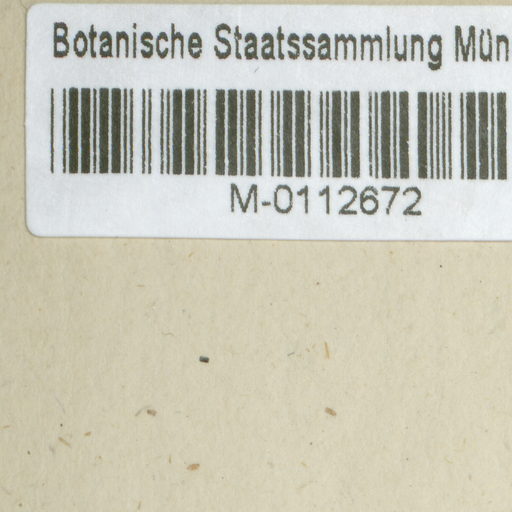 Botanische Staatssammlung Mün
M-0112672